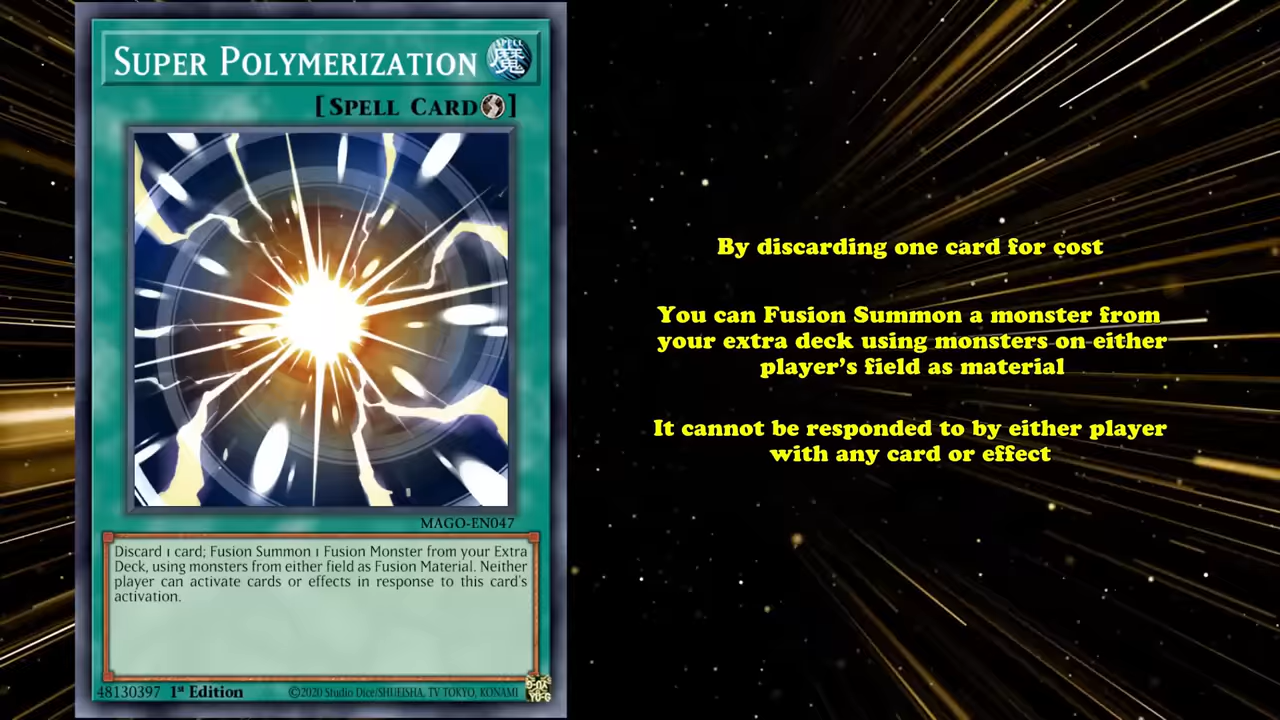 SUPER POLYMERIZATION
魔
[SPELL CARD]
MAGO-EN047
Discard 1 card; Fusion Summon 1 Fusion Monster from your Extra
Deck, using monsters from either field as Fusion Material. Neither
player can activate cards or effects in response to this card's
activation.
48130397 1st Edition ©2020 Studio Dice/SHUEISHA, TV TOKYO, KONAMI
By discarding one card for cost
You can Fusion Summon a monster from
your extra deck using monsters on either
player's field as material
It cannot be responded to by either player
with any card or effect